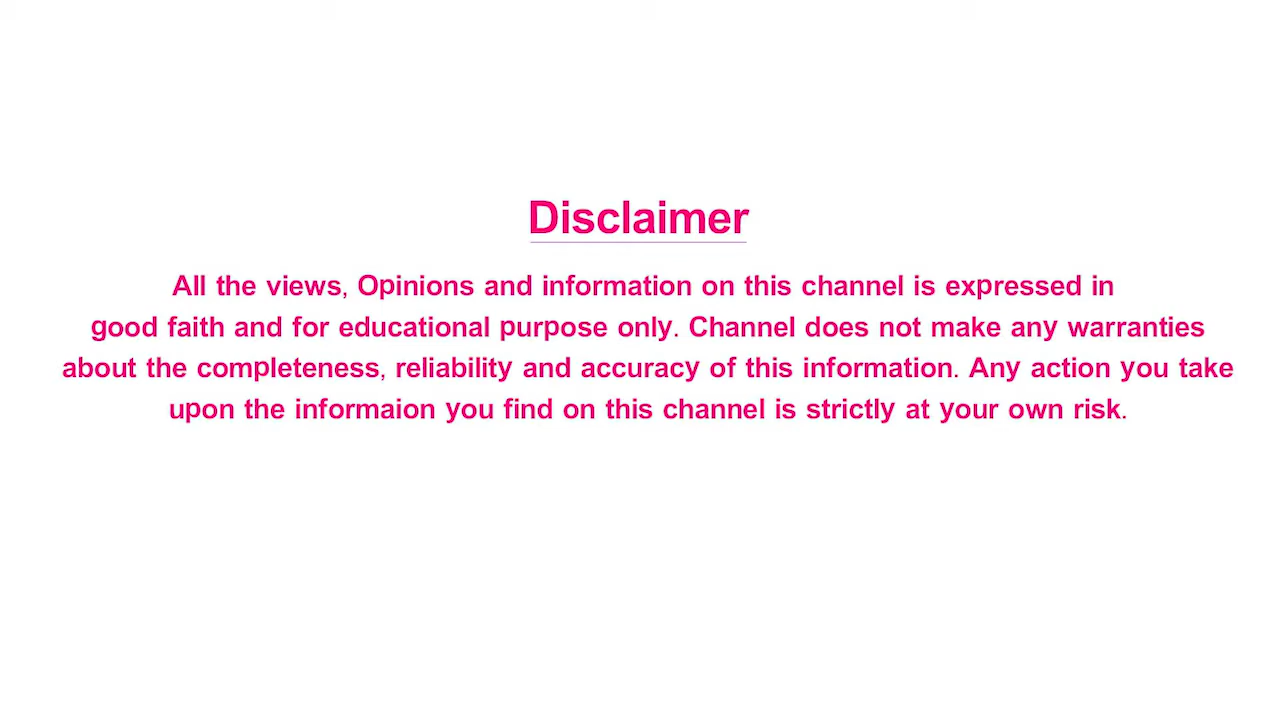 Disclaimer
All the views, Opinions and information on this channel is expressed in
good faith and for educational purpose only. Channel does not make any warranties
about the completeness, reliability and accuracy of this information. Any action you take
upon the informaion you find on this channel is strictly at your own risk.